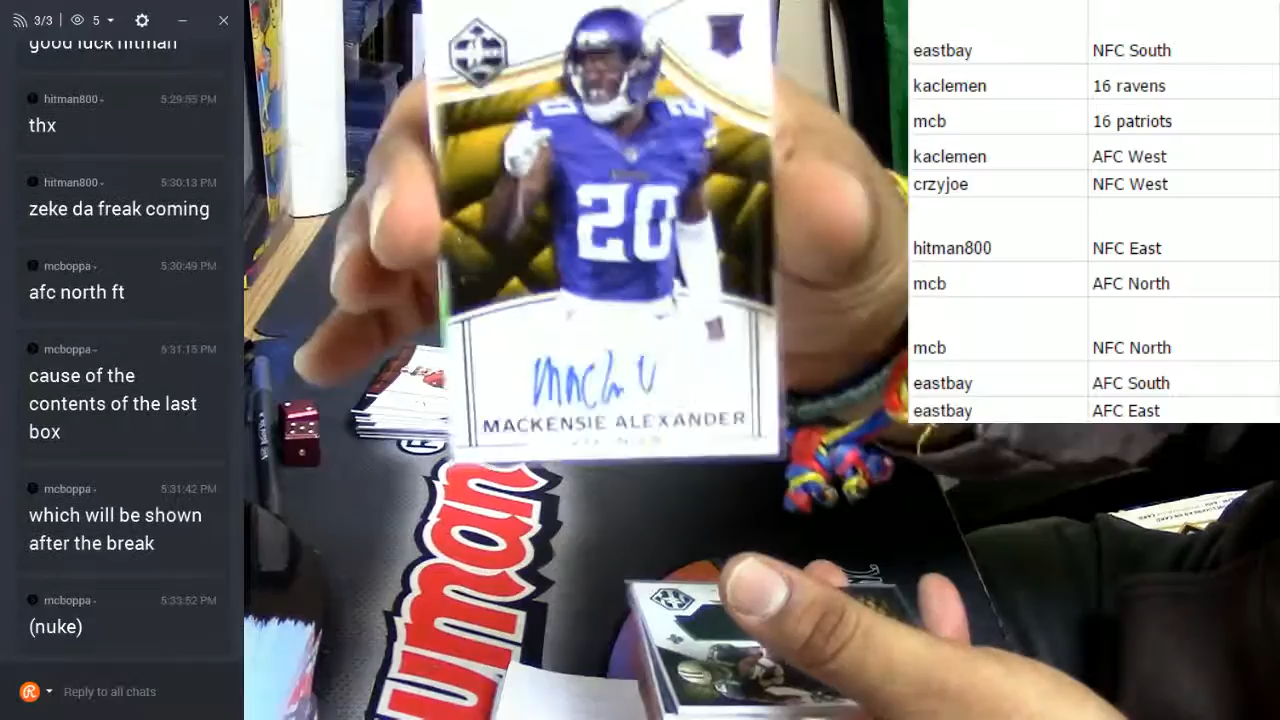 3/3 | 5
good luck hitman
hitman800 5:29:55 PM
thx
hitman800 5:30:13 PM
zeke da freak coming
mcboppa 5:30:49 PM
afc north ft
mcboppa 5:31:15 PM
cause of the
contents of the last
box
mcboppa 5:31:42 PM
which will be shown
after the break
mcboppa 5:33:52 PM
(nuke)
Reply to all chats
20
20
MACKENSIE ALEXANDER
uman
eastbay NFC South
kaclemen 16 ravens
mcb 16 patriots
kaclemen AFC West
crzyjoe NFC West
hitman800 NFC East
mcb AFC North
mcb NFC North
eastbay AFC South
eastbay AFC East